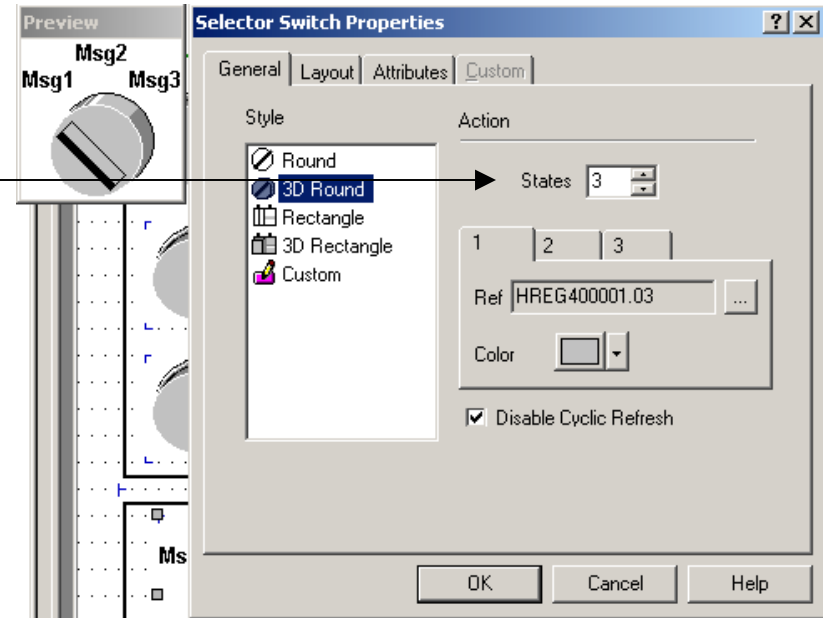 Preview
Msg2
Msg1 Msg3
Selector Switch Properties
General Layout Attributes Custom
Style
Round
3D Round
Rectangle
3D Rectangle
Custom
Action
States 3
1 2 3
Ref HREG400001.03 ...
Color
Disable Cyclic Refresh
Ms
OK Cancel Help